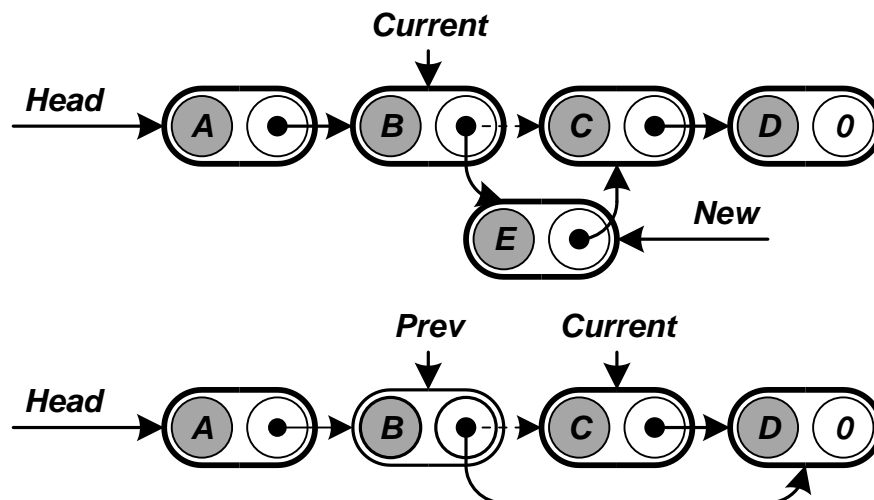 Current
Head
A B C D 0
E
New
Prev Current
Head
A B C D 0